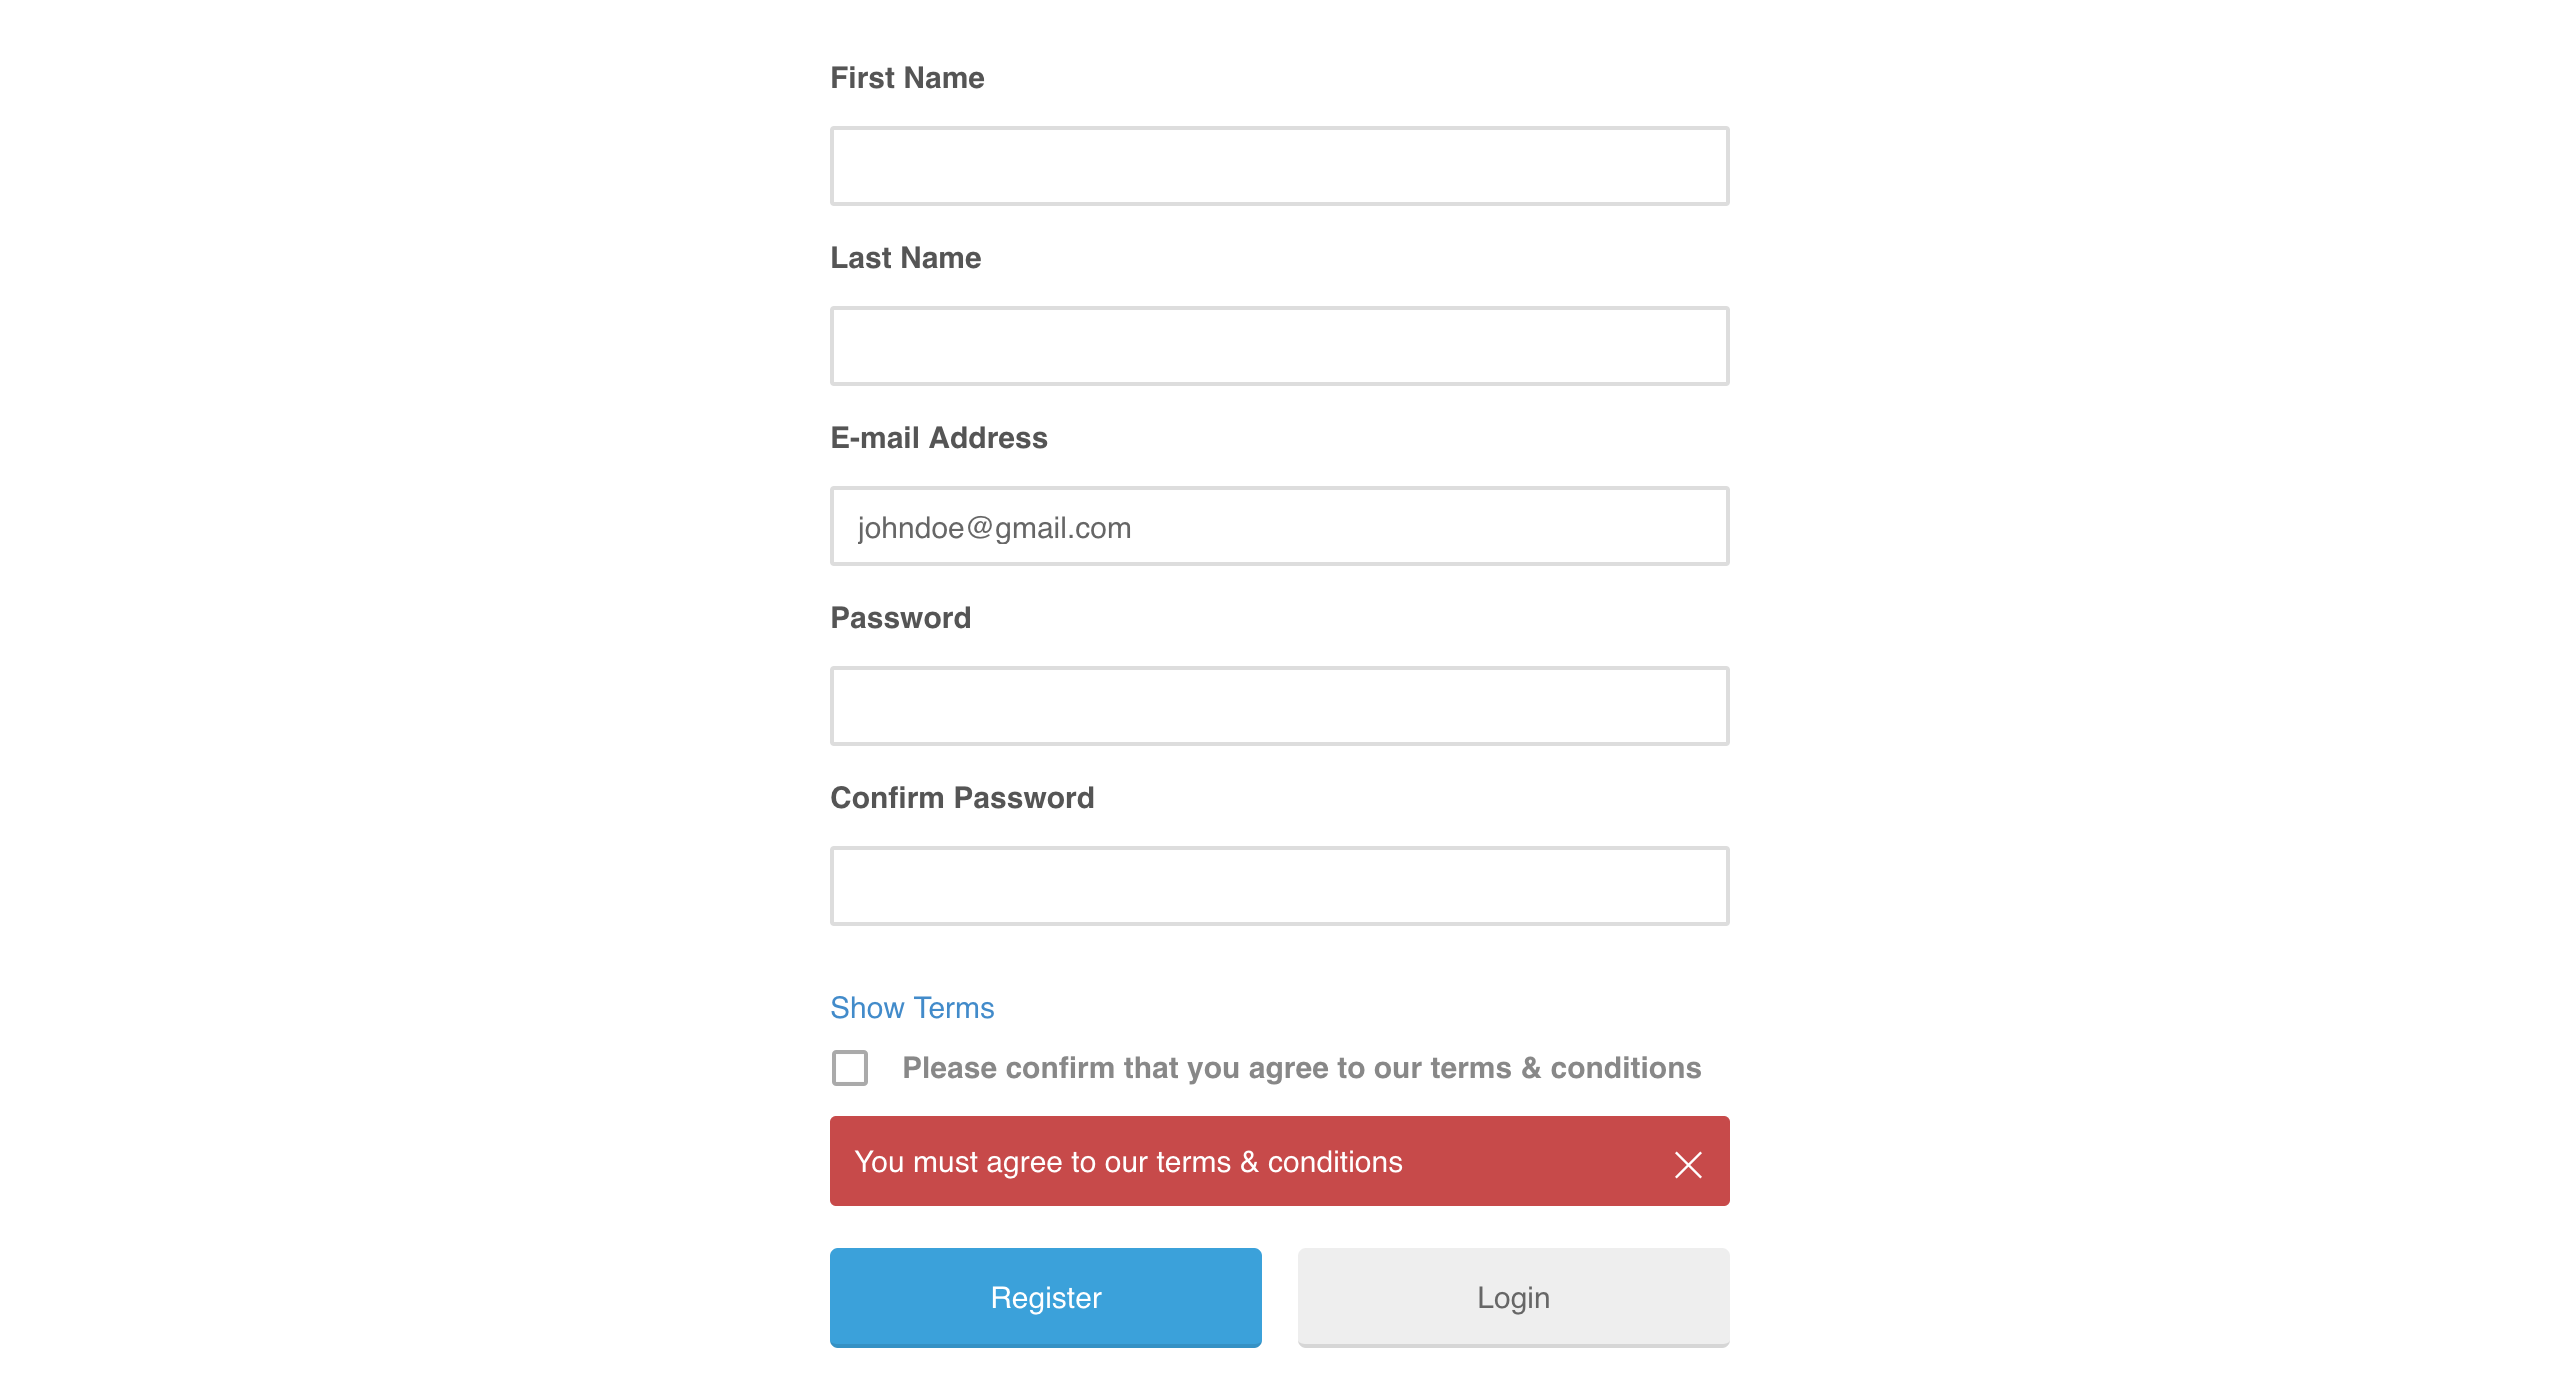 First Name
Last Name
E-mail Address
johndoe@gmail.com
Password
Confirm Password
Show Terms
Please confirm that you agree to our terms & conditions
You must agree to our terms & conditions
Register
Login